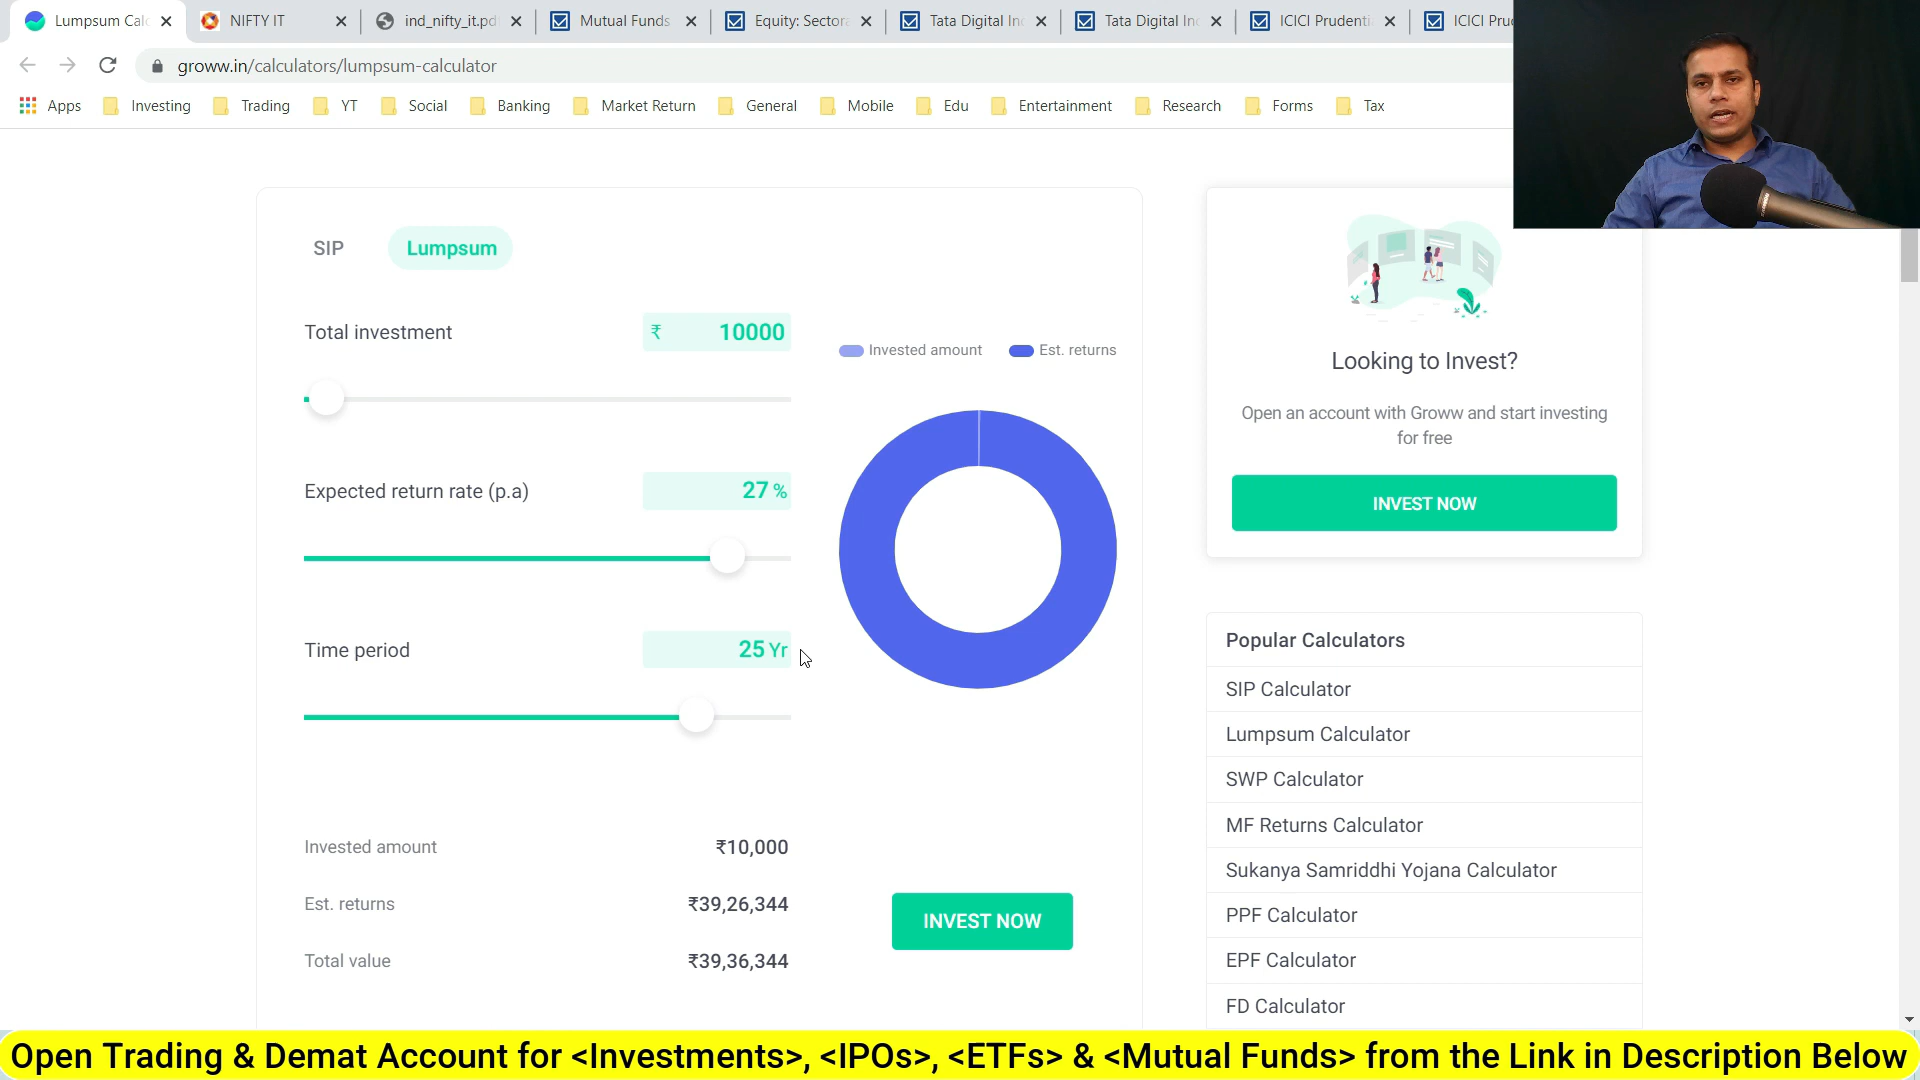 Lumpsum Calc
NIFTY IT
ind_nifty_it.pd
Mutual Funds
Equity: Sectora
Tata Digital Ind
Tata Digital Ind
ICICI Prudenti
ICICI Pru
groww.in/calculators/lumpsum-calculator
Apps
Investing
Trading
YT
Social
Banking
Market Return
General
Mobile
Edu
Entertainment
Research
Forms
Tax
SIP
Lumpsum
Total investment
₹ 10000
Expected return rate (p.a)
27 %
Time period
25 Yr
Invested amount
₹10,000
Est. returns
₹39,26,344
Total value
₹39,36,344
Invested amount
Est. returns
INVEST NOW
Looking to Invest?
Open an account with Groww and start investing
for free
INVEST NOW
Popular Calculators
SIP Calculator
Lumpsum Calculator
SWP Calculator
MF Returns Calculator
Sukanya Samriddhi Yojana Calculator
PPF Calculator
EPF Calculator
FD Calculator
Open Trading & Demat Account for <Investments>, <IPOs>, <ETFs> & <Mutual Funds> from the Link in Description Below